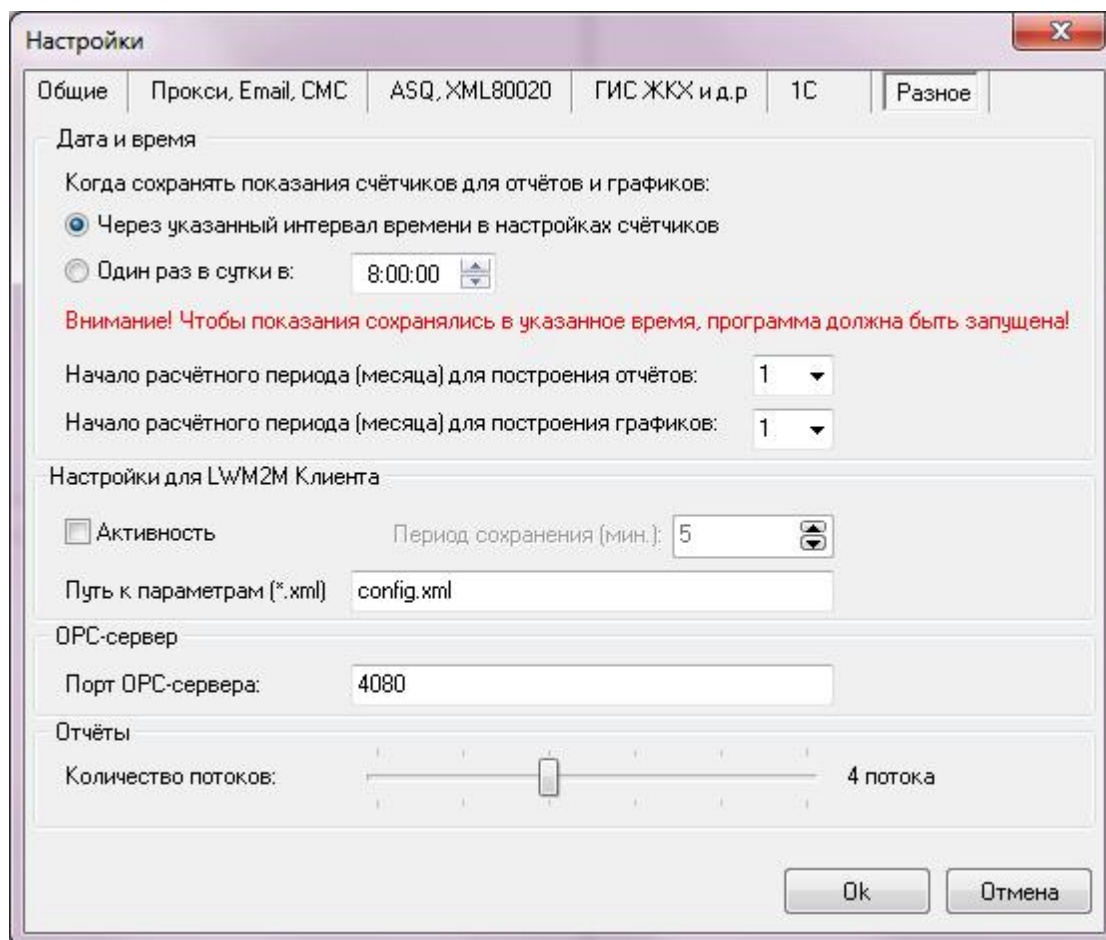 Настройки
Общие Прокси, Email, СМС ASQ, XML80020 ГИС ЖКХ и д.р 1С Разное
Дата и время
Когда сохранять показания счётчиков для отчётов и графиков:
Через указанный интервал времени в настройках счётчиков
Один раз в сутки в: 8:00:00
Внимание! Чтобы показания сохранялись в указанное время, программа должна быть запущена!
Начало расчётного периода (месяца) для построения отчётов: 1
Начало расчётного периода (месяца) для построения графиков: 1
Настройки для LWM2M Клиента
Активность Период сохранения (мин.): 5
Путь к параметрам (*.xml) config.xml
OPC-сервер
Порт OPC-сервера: 4080
Отчёты
Количество потоков: 4 потока
Ok Отмена